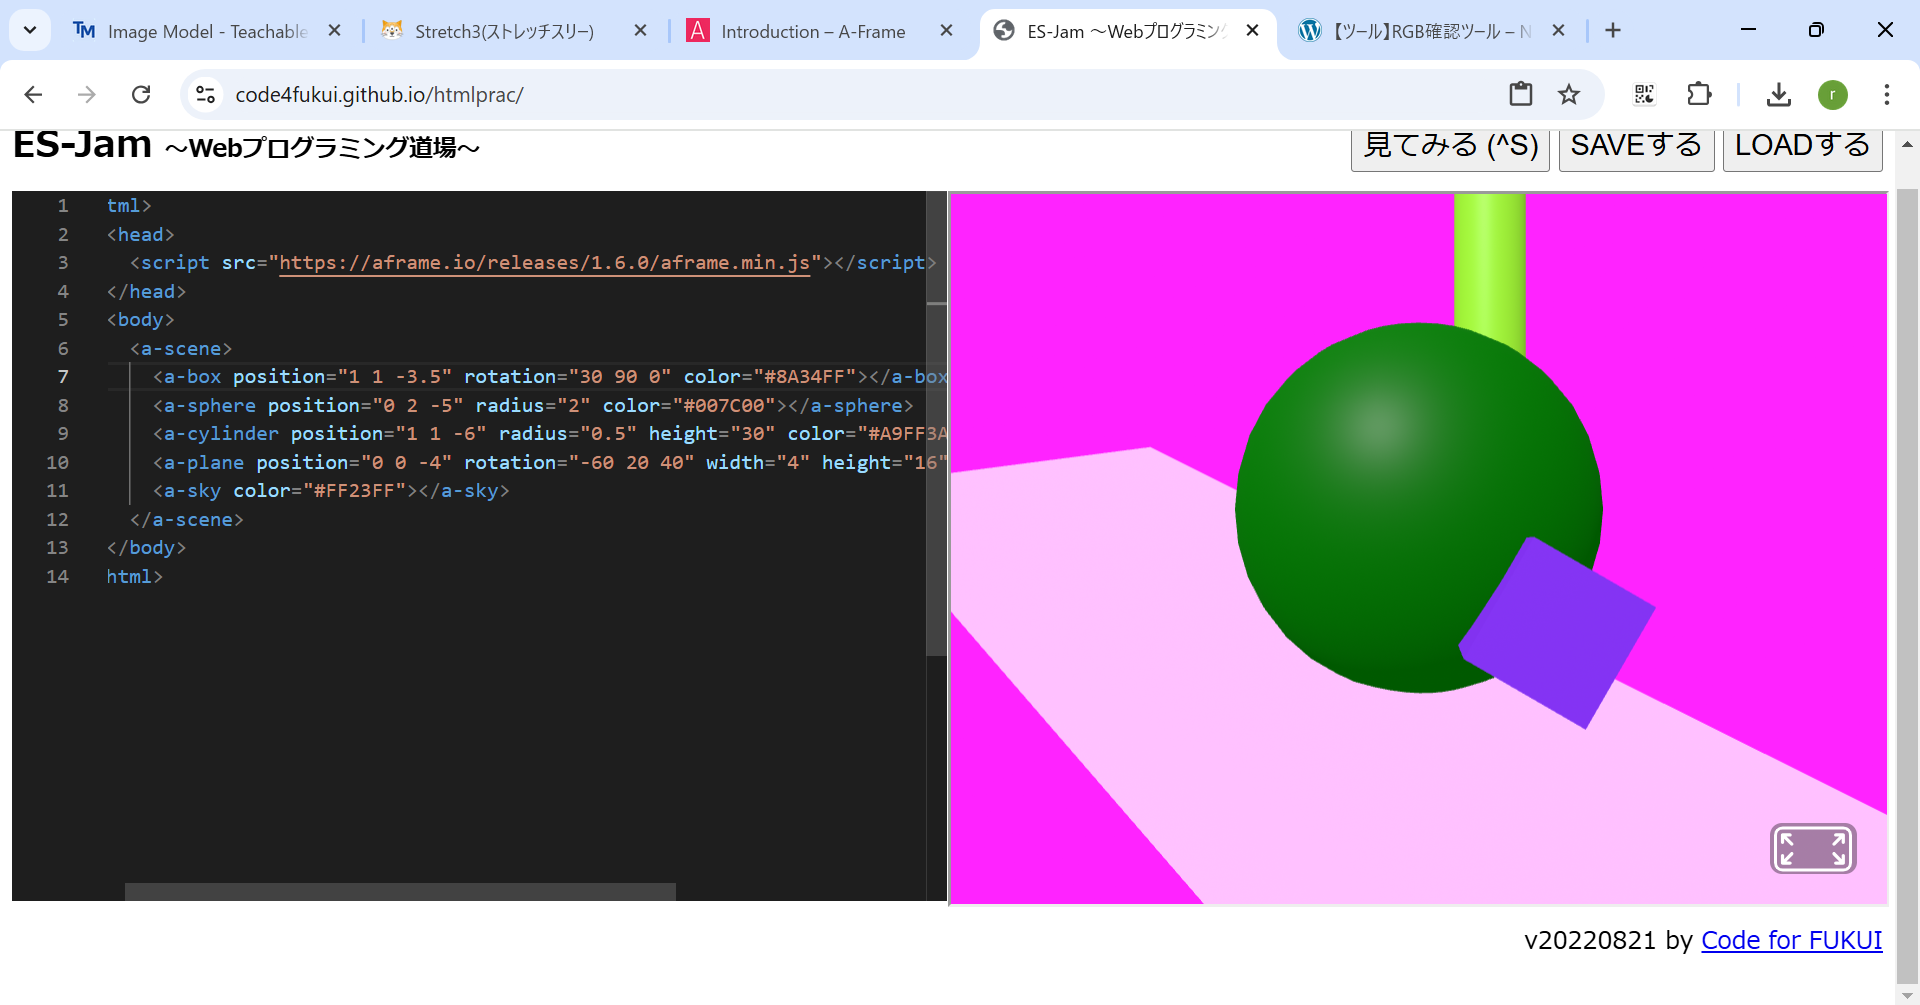 Image Model - Teachable
Stretch3(ストレッチスリー)
Introduction – A-Frame
ES-Jam 〜Webプログラミン
【ツール】RGB確認ツール – N
code4fukui.github.io/htmlprac/
r
ES-Jam 〜Webプログラミング道場〜
見てみる (^S)
SAVEする
LOADする
1 tml>
2 <head>
3 <script src="https://aframe.io/releases/1.6.0/aframe.min.js"></script>
4 </head>
5 <body>
6 <a-scene>
7 <a-box position="1 1 -3.5" rotation="30 90 0" color="#8A34FF"></a-box
8 <a-sphere position="0 2 -5" radius="2" color="#007C00"></a-sphere>
9 <a-cylinder position="1 1 -6" radius="0.5" height="30" color="#A9FF3A
10 <a-plane position="0 0 -4" rotation="-60 20 40" width="4" height="16"
11 <a-sky color="#FF23FF"></a-sky>
12 </a-scene>
13 </body>
14 html>
v20220821 by Code for FUKUI